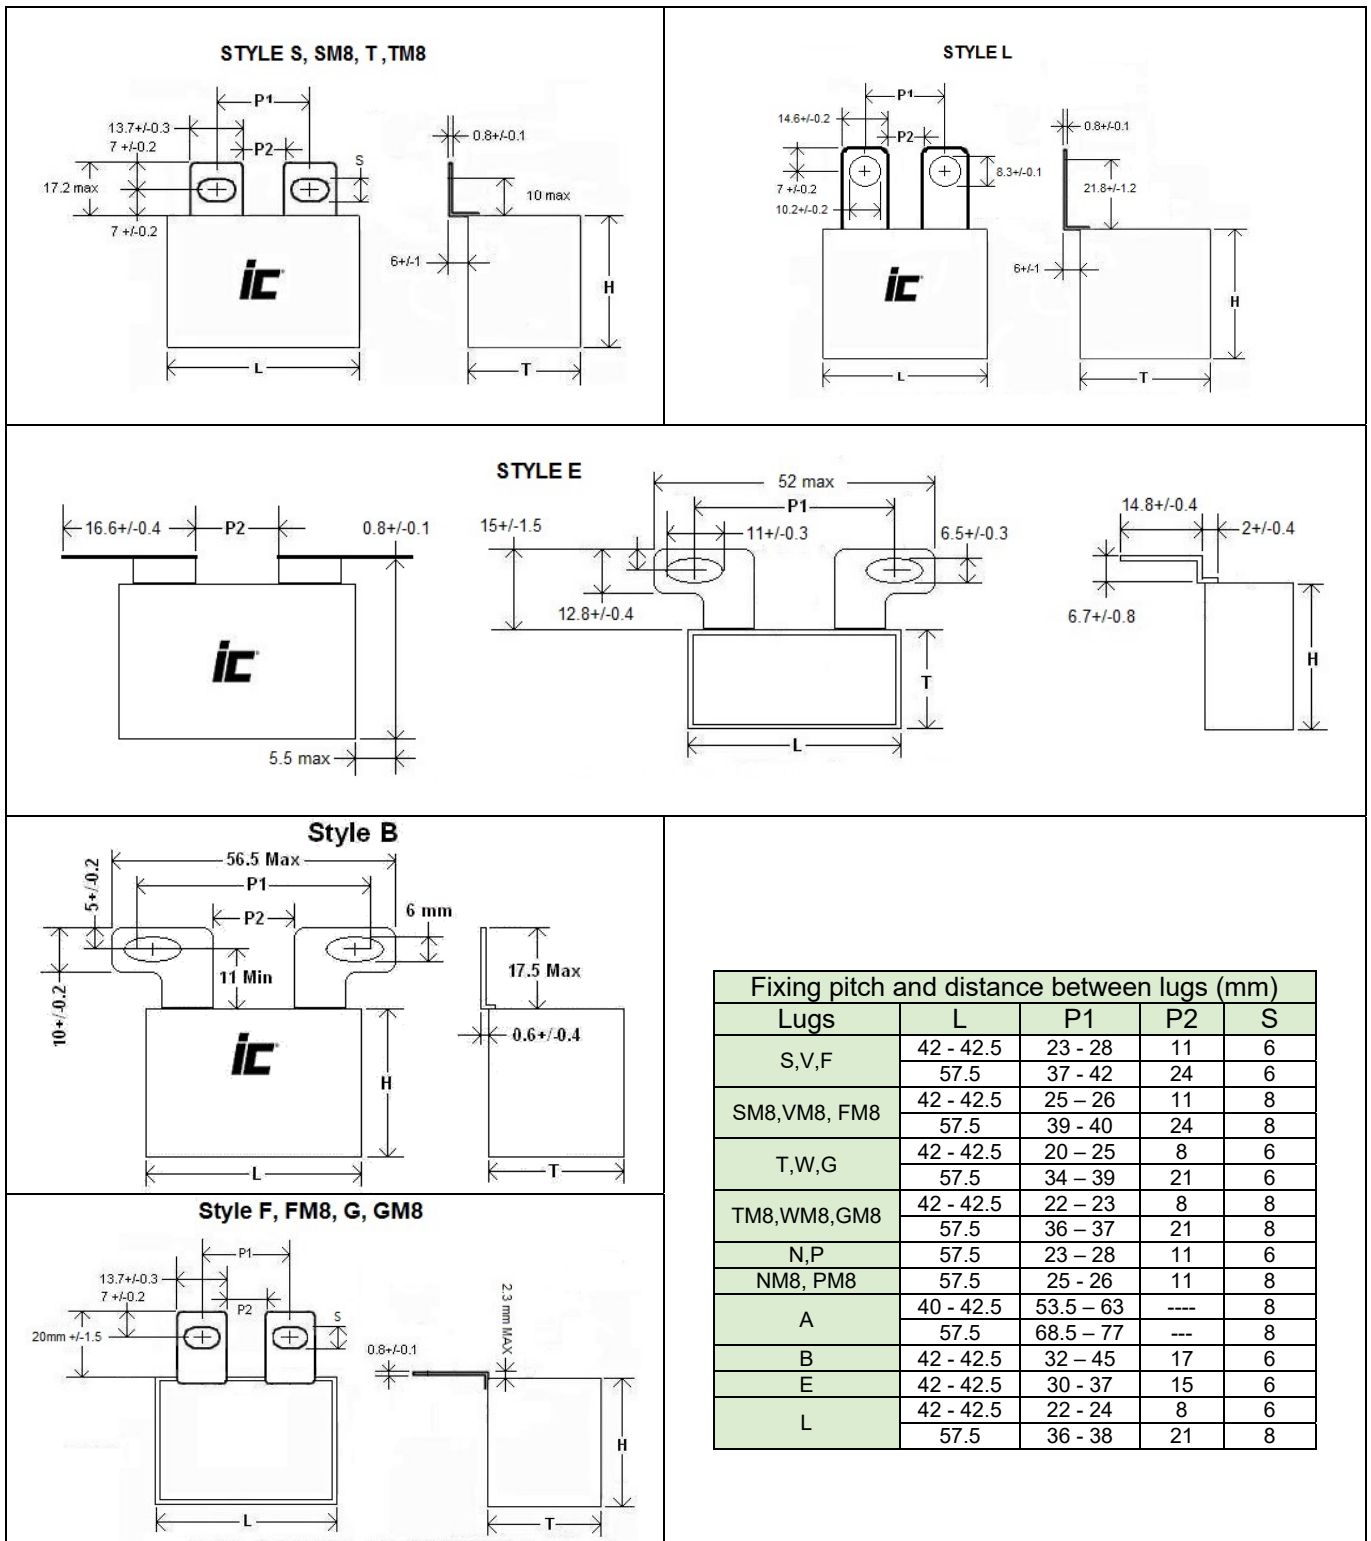 STYLE S, SM8, T ,TM8
P1
13.7+/-0.3
7 +/-0.2
P2
S
17.2 max
7 +/-0.2
0.8+/-0.1
10 max
6+/-1
ic
H
L
T
STYLE L
P1
14.6+/-0.2
P2
7 +/-0.2
10.2+/-0.2
8.3+/-0.1
0.8+/-0.1
21.8+/-1.2
6+/-1
ic
H
L
T
STYLE E
16.6+/-0.4
P2
0.8+/-0.1
ic
5.5 max
52 max
P1
15+/-1.5
11+/-0.3
6.5+/-0.3
12.8+/-0.4
T
L
14.8+/-0.4
2+/-0.4
6.7+/-0.8
H
Style B
56.5 Max
P1
5+/-0.2
P2
6 mm
11 Min
10+/-0.2
17.5 Max
0.6+/-0.4
ic
H
L
T
Style F, FM8, G, GM8
P1
13.7+/-0.3
7 +/-0.2
P2
S
20mm +/-1.5
2.3 mm MAX
0.8+/-0.1
H
L
T
Fixing pitch and distance between lugs (mm)
Lugs L P1 P2 S
S,V,F 42 - 42.5 23 - 28 11 6
57.5 37 - 42 24 6
SM8,VM8, FM8 42 - 42.5 25 – 26 11 8
57.5 39 - 40 24 8
T,W,G 42 - 42.5 20 – 25 8 6
57.5 34 – 39 21 6
TM8,WM8,GM8 42 - 42.5 22 – 23 8 8
57.5 36 – 37 21 8
N,P 57.5 23 – 28 11 6
NM8, PM8 57.5 25 - 26 11 8
A 40 - 42.5 53.5 – 63 ---- 8
57.5 68.5 – 77 --- 8
B 42 - 42.5 32 – 45 17 6
E 42 - 42.5 30 - 37 15 6
L 42 - 42.5 22 - 24 8 6
57.5 36 - 38 21 8